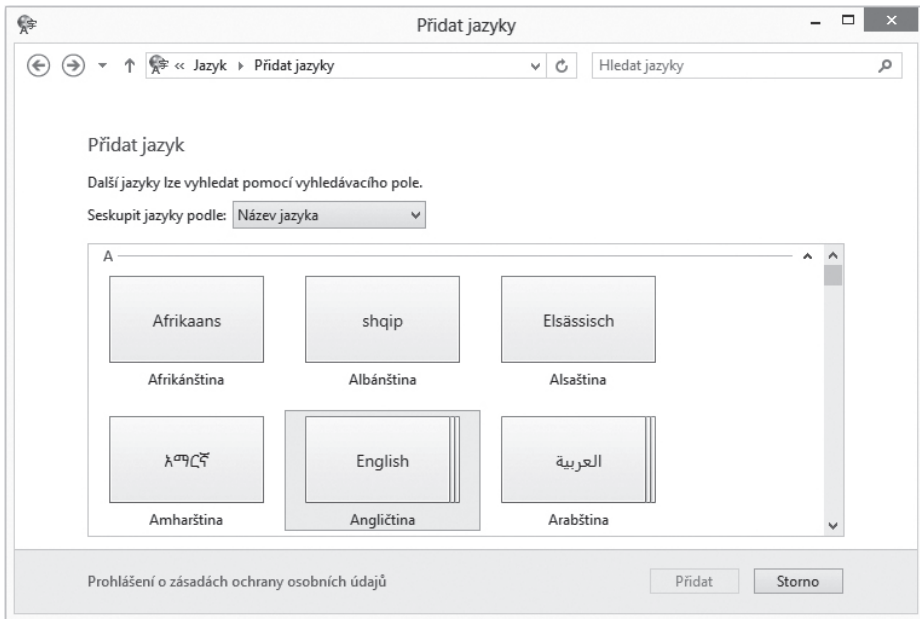 Přidat jazyky
« Jazyk Přidat jazyky
Hledat jazyky
Přidat jazyk
Další jazyky lze vyhledat pomocí vyhledávacího pole.
Seskupit jazyky podle: Název jazyka
A
Afrikaans shqip Elsässisch
Afrikánština Albánština Alsaština
አማርኛ English العربية
Amharština Angličtina Arabština
Prohlášení o zásadách ochrany osobních údajů Přidat Storno